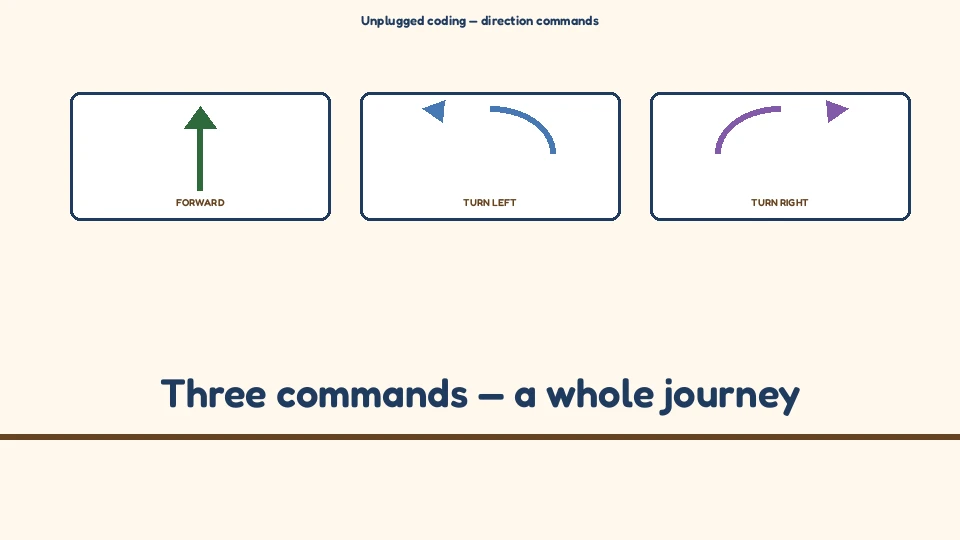 Unplugged coding — direction commands
FORWARD
TURN LEFT
TURN RIGHT
Three commands — a whole journey